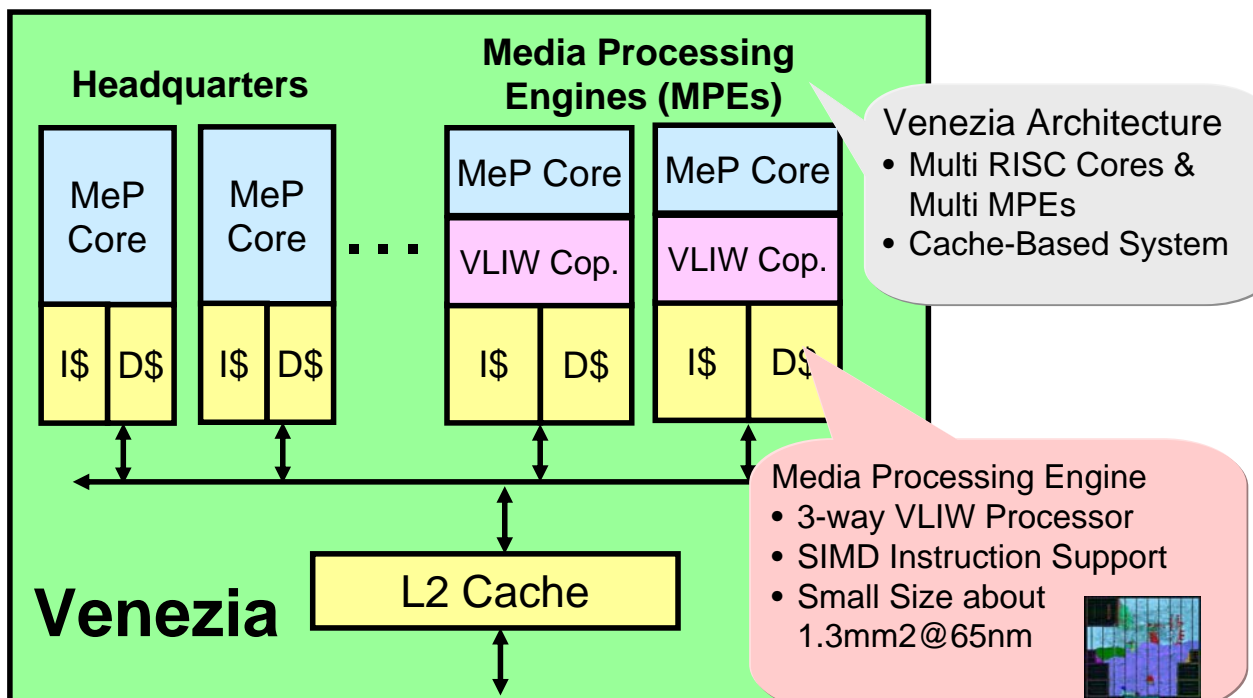 Headquarters
Media Processing
Engines (MPEs)
MeP
Core
I$ D$
MeP
Core
I$ D$
. . .
MeP Core
VLIW Cop.
I$ D$
MeP Core
VLIW Cop.
I$ D$
Venezia Architecture
• Multi RISC Cores &
Multi MPEs
• Cache-Based System
Media Processing Engine
• 3-way VLIW Processor
• SIMD Instruction Support
• Small Size about
1.3mm2@65nm
L2 Cache
Venezia